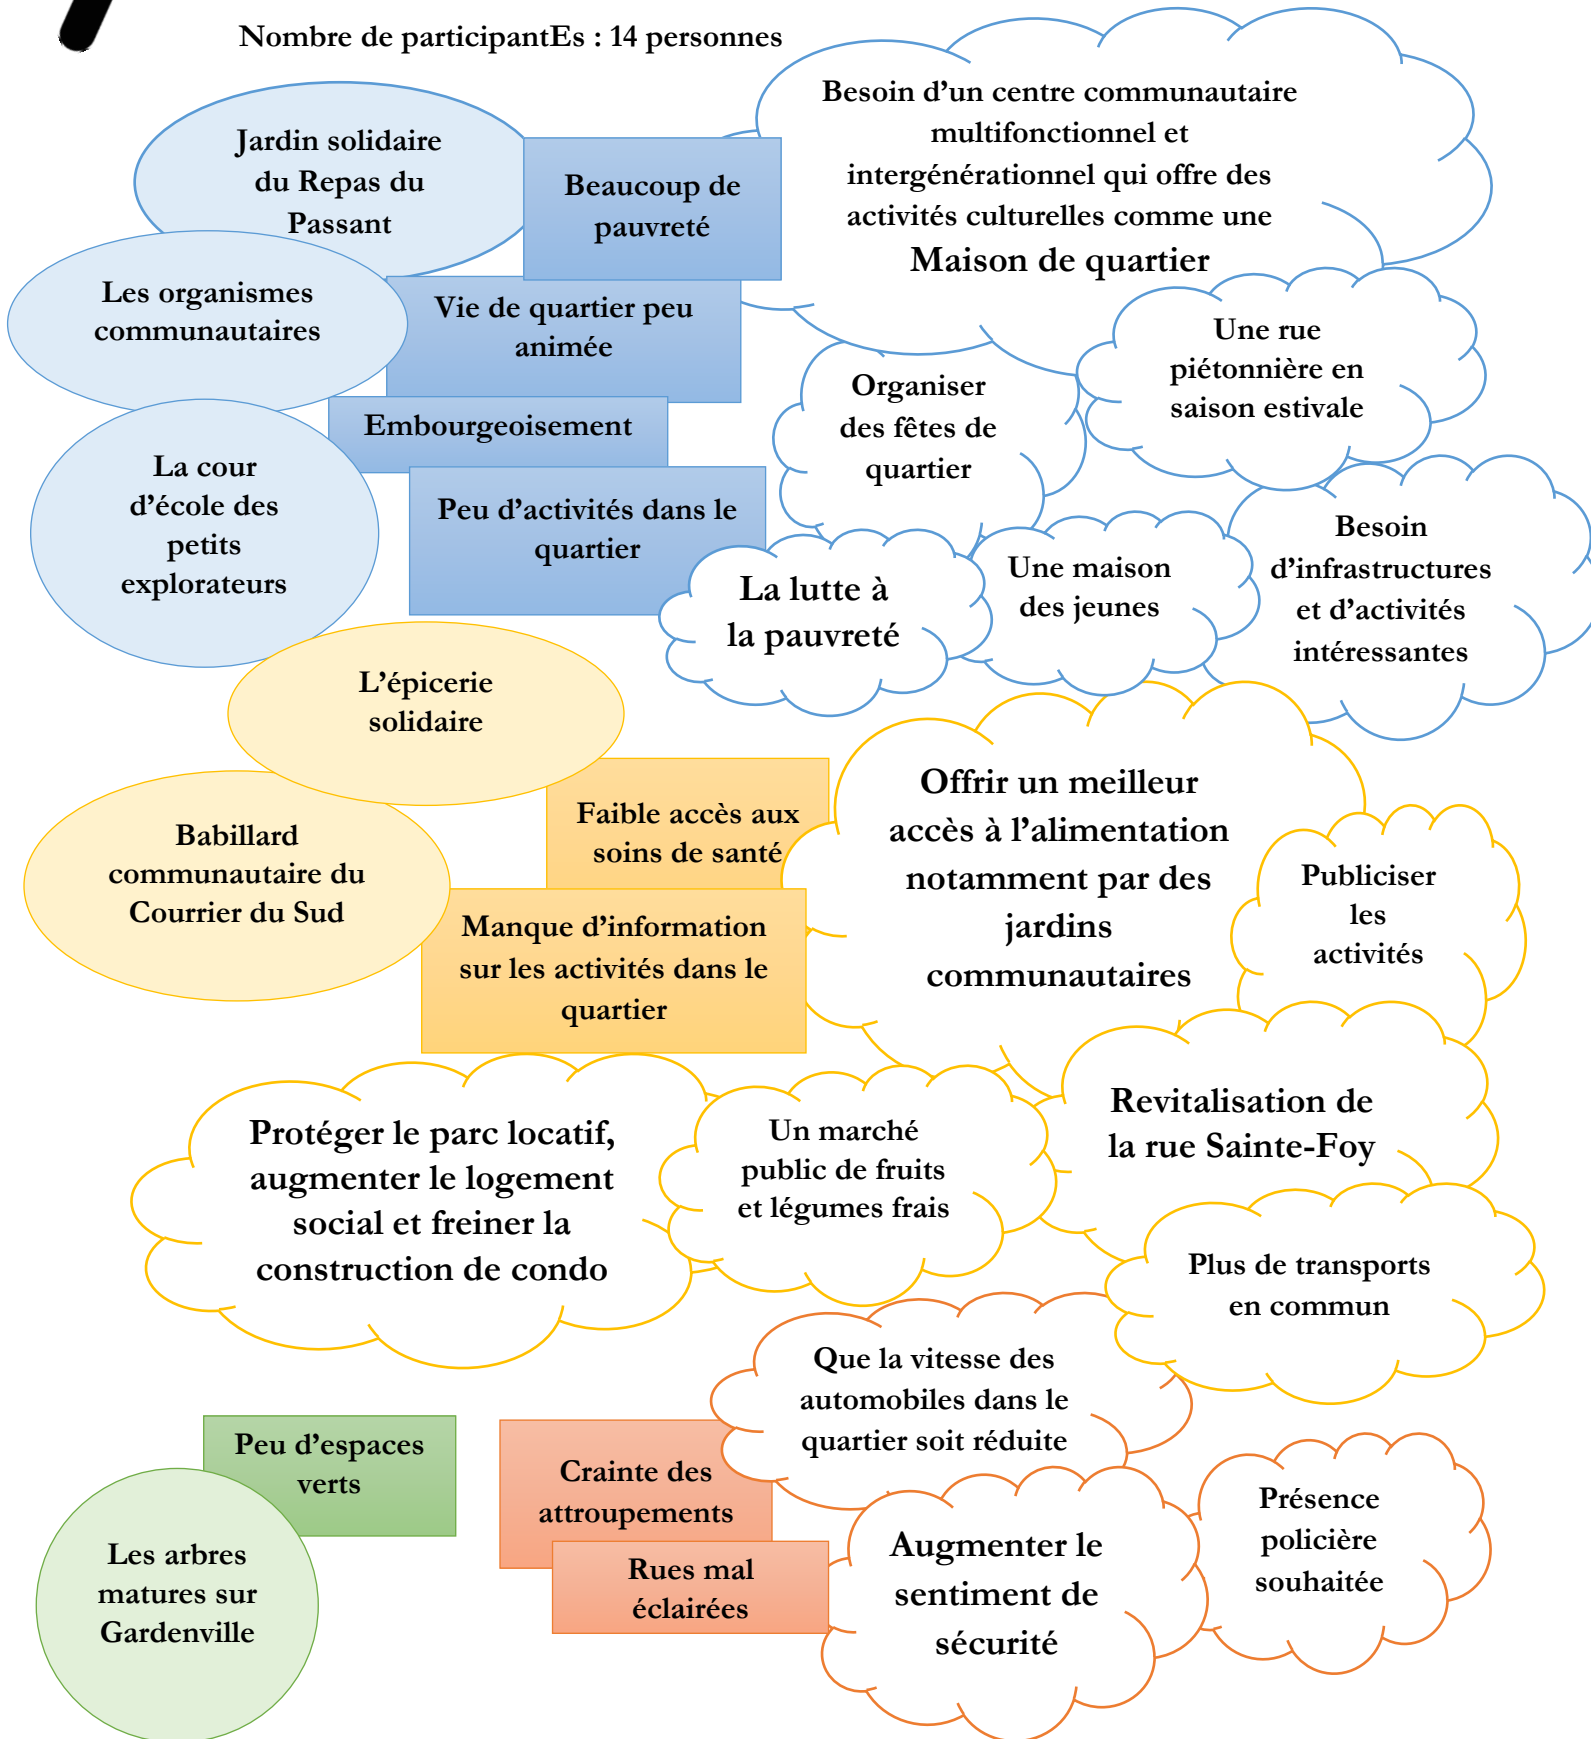 Nombre de participantEs : 14 personnes
Besoin d’un centre communautaire
multifonctionnel et
intergénérationnel qui offre des
activités culturelles comme une
Maison de quartier
Jardin solidaire
du Repas du
Passant
Beaucoup de
pauvreté
Les organismes
communautaires
Vie de quartier peu
animée
Une rue
piétonnière en
saison estivale
Organiser
des fêtes de
quartier
Embourgeoisement
La cour
d’école des
petits
explorateurs
Peu d’activités dans le
quartier
Besoin
d’infrastructures
et d’activités
intéressantes
Une maison
des jeunes
La lutte à
la pauvreté
L’épicerie
solidaire
Offrir un meilleur
accès à l’alimentation
notamment par des
jardins
communautaires
Faible accès aux
soins de santé
Babillard
communautaire du
Courrier du Sud
Publiciser
les
activités
Manque d’information
sur les activités dans le
quartier
Revitalisation de
la rue Sainte-Foy
Protéger le parc locatif,
augmenter le logement
social et freiner la
construction de condo
Un marché
public de fruits
et légumes frais
Plus de transports
en commun
Que la vitesse des
automobiles dans le
quartier soit réduite
Peu d’espaces
verts
Crainte des
attroupements
Présence
policière
souhaitée
Augmenter le
sentiment de
sécurité
Les arbres
matures sur
Gardenville
Rues mal
éclairées